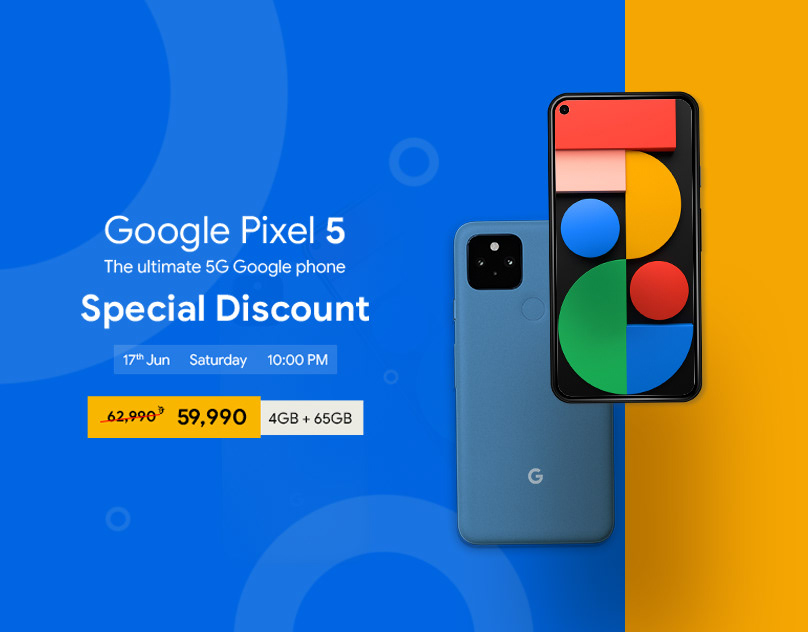 Google Pixel 5
The ultimate 5G Google phone
Special Discount
17th Jun Saturday 10:00 PM
62,990৳ 59,990 4GB + 65GB
G